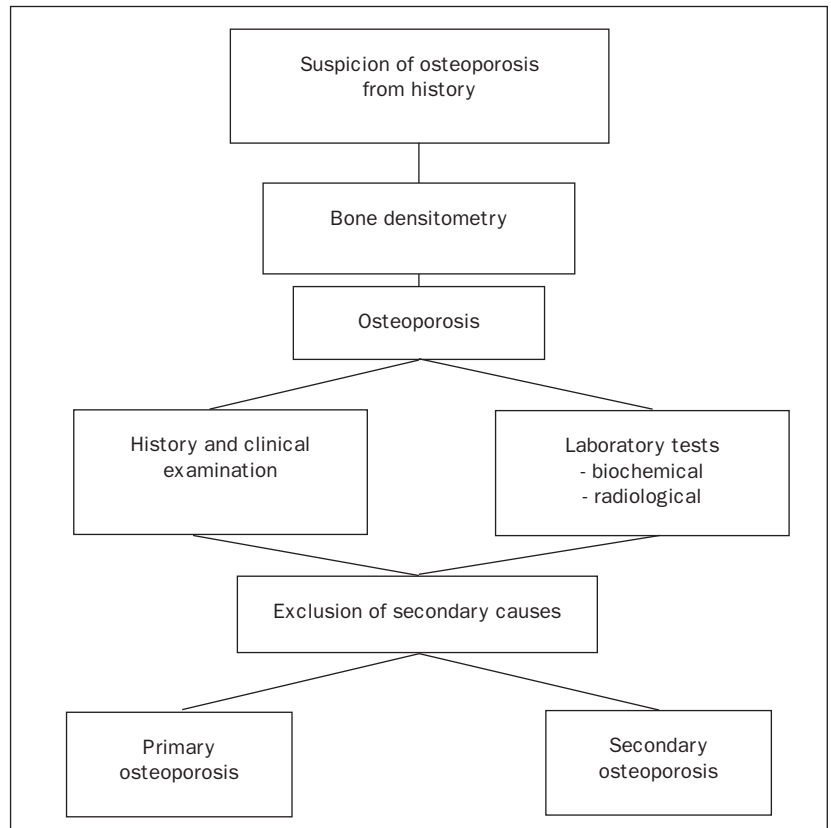 Suspicion of osteoporosis
from history
Bone densitometry
Osteoporosis
History and clinical
examination
Laboratory tests
- biochemical
- radiological
Exclusion of secondary causes
Primary
osteoporosis
Secondary
osteoporosis